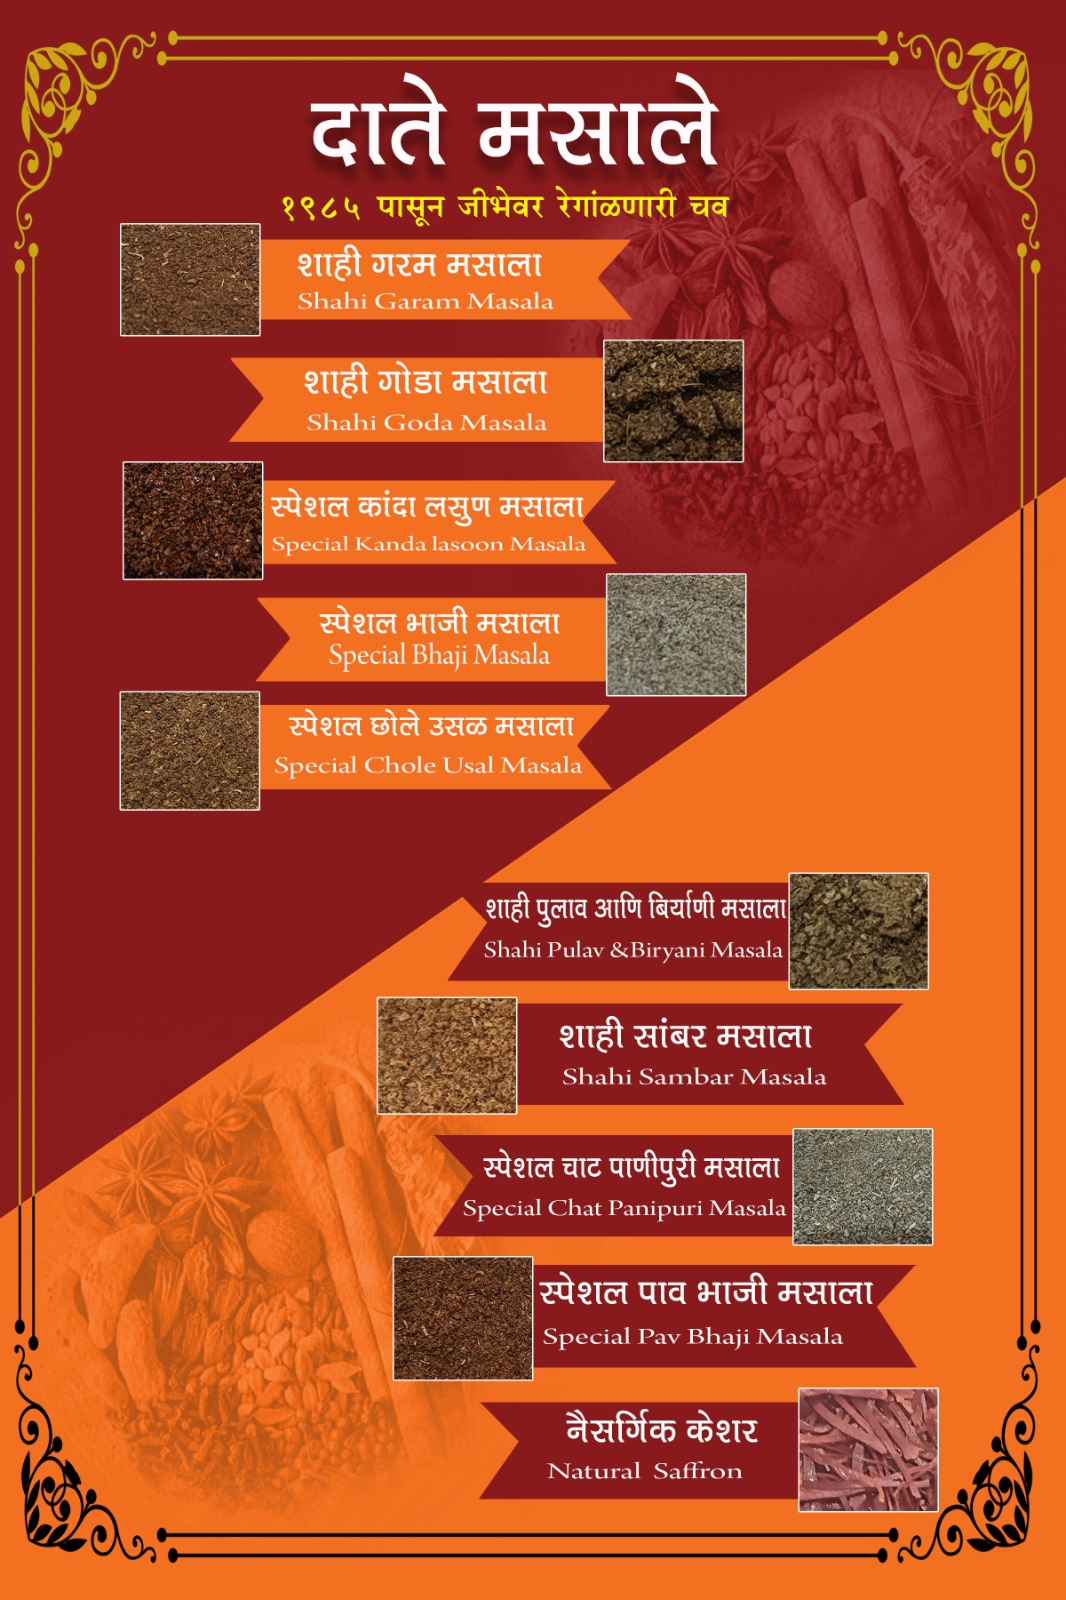 दाते मसाले
१९८५ पासून जीभेवर रेगांळणारी चव
शाही गरम मसाला
Shahi Garam Masala
शाही गोडा मसाला
Shahi Goda Masala
स्पेशल कांदा लसुण मसाला
Special Kanda lasoon Masala
स्पेशल भाजी मसाला
Special Bhaji Masala
स्पेशल छोले उसळ मसाला
Special Chole Usal Masala
शाही पुलाव आणि बिर्याणी मसाला
Shahi Pulav &Biryani Masala
शाही सांबर मसाला
Shahi Sambar Masala
स्पेशल चाट पाणीपुरी मसाला
Special Chat Panipuri Masala
स्पेशल पाव भाजी मसाला
Special Pav Bhaji Masala
नैसर्गिक केशर
Natural Saffron